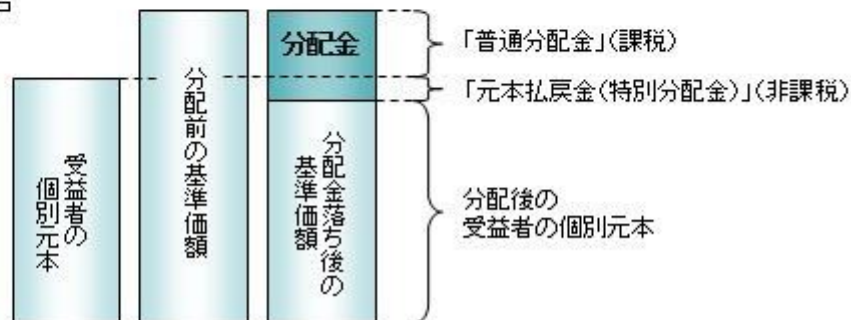 分配金
「普通分配金」(課税)
「元本払戻金(特別分配金)」(非課税)
受益者の
個別元本
分配前の基準価額
分配金落ち後の
基準価額
分配後の
受益者の個別元本